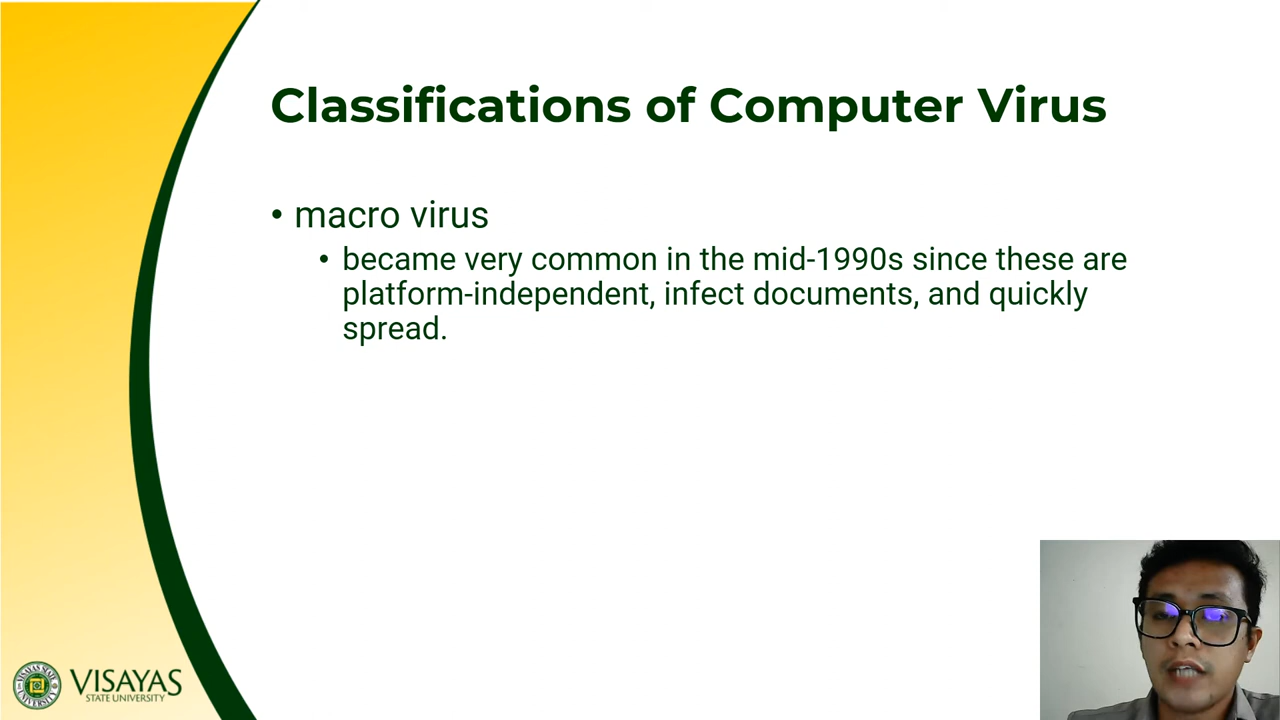 Classifications of Computer Virus
• macro virus
• became very common in the mid-1990s since these are
platform-independent, infect documents, and quickly
spread.
VISAYAS
STATE UNIVERSITY